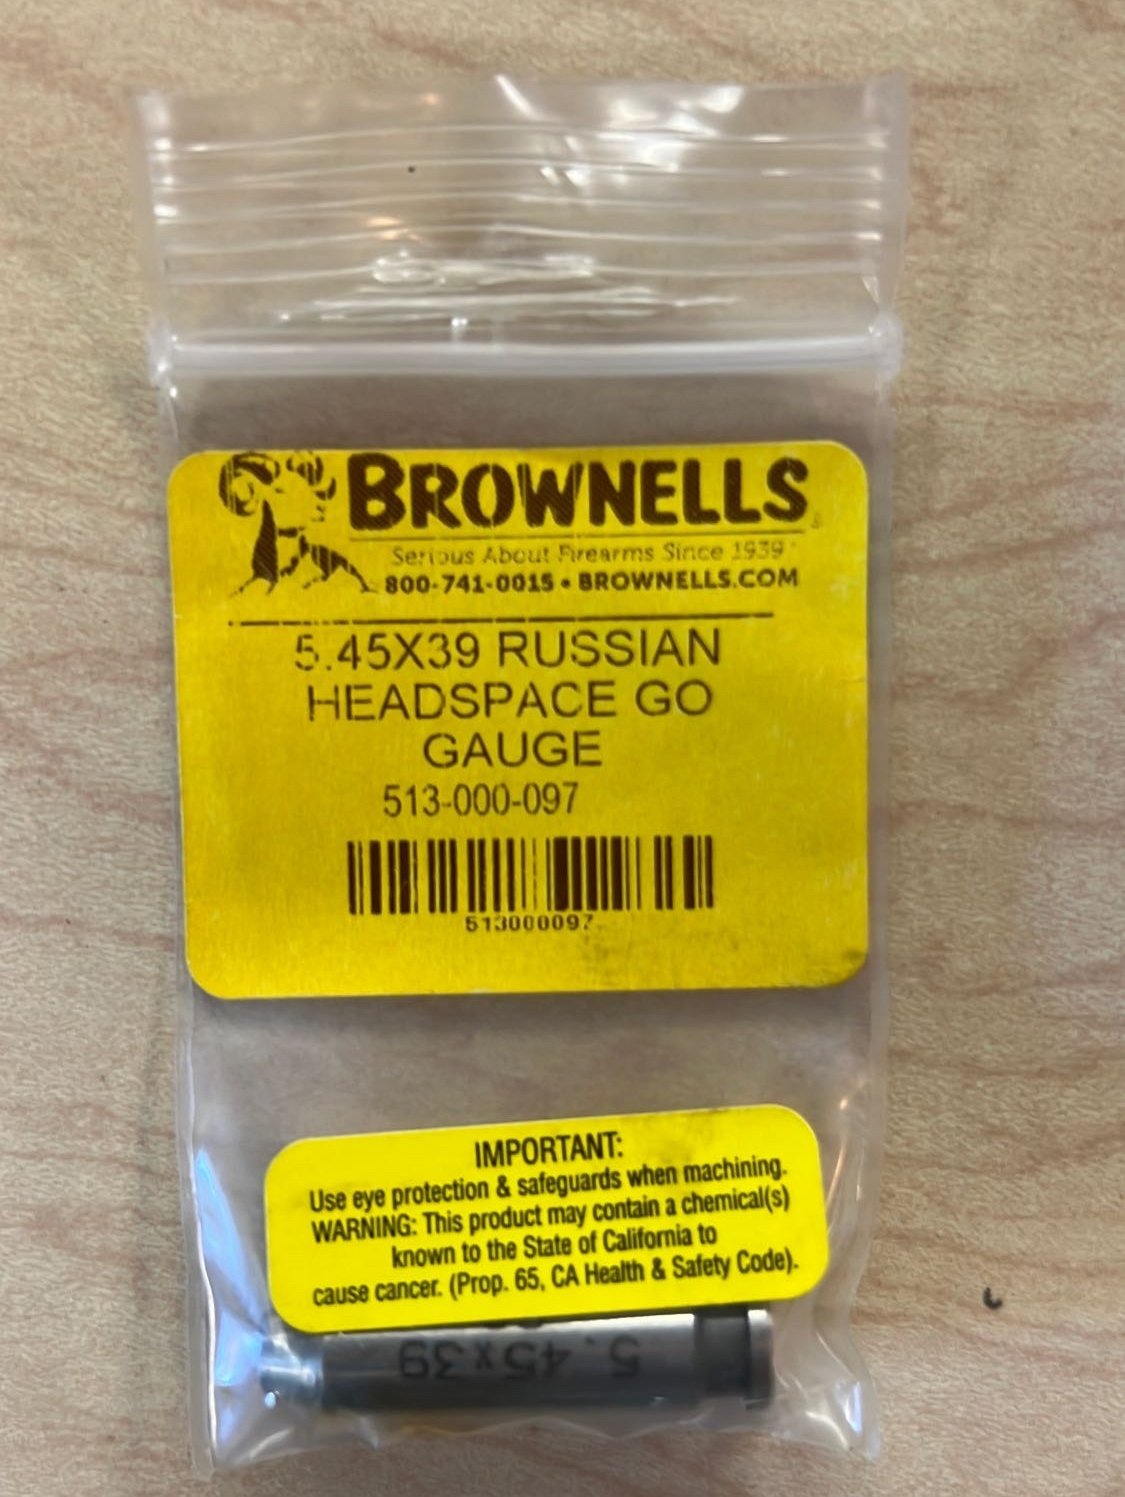 BROWNELLS
Serious About Firearms Since 1939
800-741-0015 • BROWNELLS.COM
5.45X39 RUSSIAN
HEADSPACE GO
GAUGE
513-000-097
513000097
IMPORTANT:
Use eye protection & safeguards when machining.
WARNING: This product may contain a chemical(s)
known to the State of California to
cause cancer. (Prop. 65, CA Health & Safety Code).
5.45x39